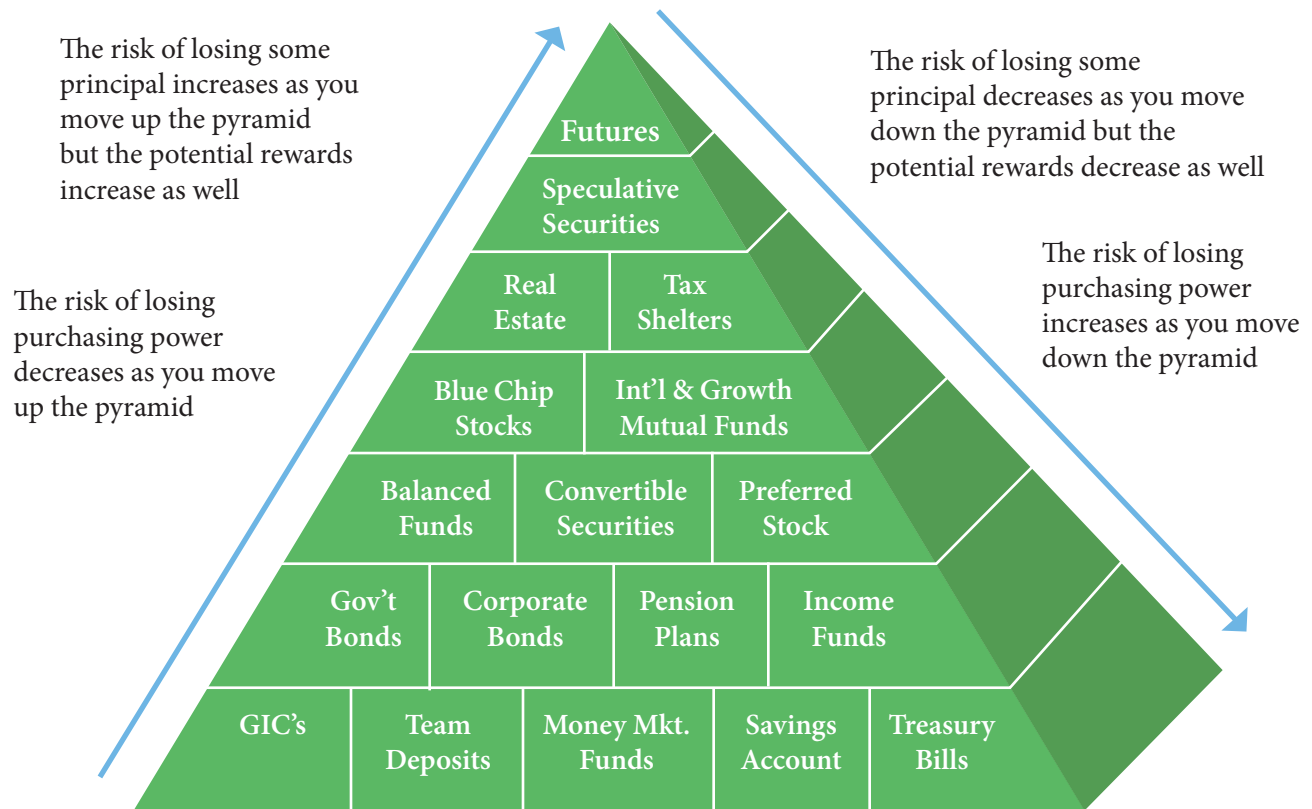 The risk of losing some
principal increases as you
move up the pyramid
but the potential rewards
increase as well
The risk of losing some
principal decreases as you move
down the pyramid but the
potential rewards decrease as well
The risk of losing
purchasing power
decreases as you move
up the pyramid
The risk of losing
purchasing power
increases as you move
down the pyramid
Futures
Speculative
Securities
Real
Estate
Tax
Shelters
Blue Chip
Stocks
Int'l & Growth
Mutual Funds
Balanced
Funds
Convertible
Securities
Preferred
Stock
Gov't
Bonds
Corporate
Bonds
Pension
Plans
Income
Funds
GIC's
Team
Deposits
Money Mkt.
Funds
Savings
Account
Treasury
Bills